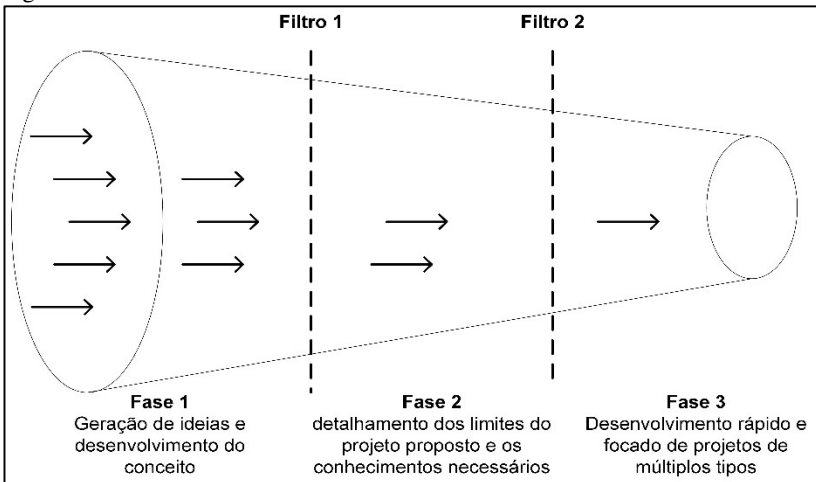 Filtro 1
Filtro 2
Fase 1
Geração de ideias e
desenvolvimento do
conceito
Fase 2
detalhamento dos limites do
projeto proposto e os
conhecimentos necessários
Fase 3
Desenvolvimento rápido e
focado de projetos de
múltiplos tipos